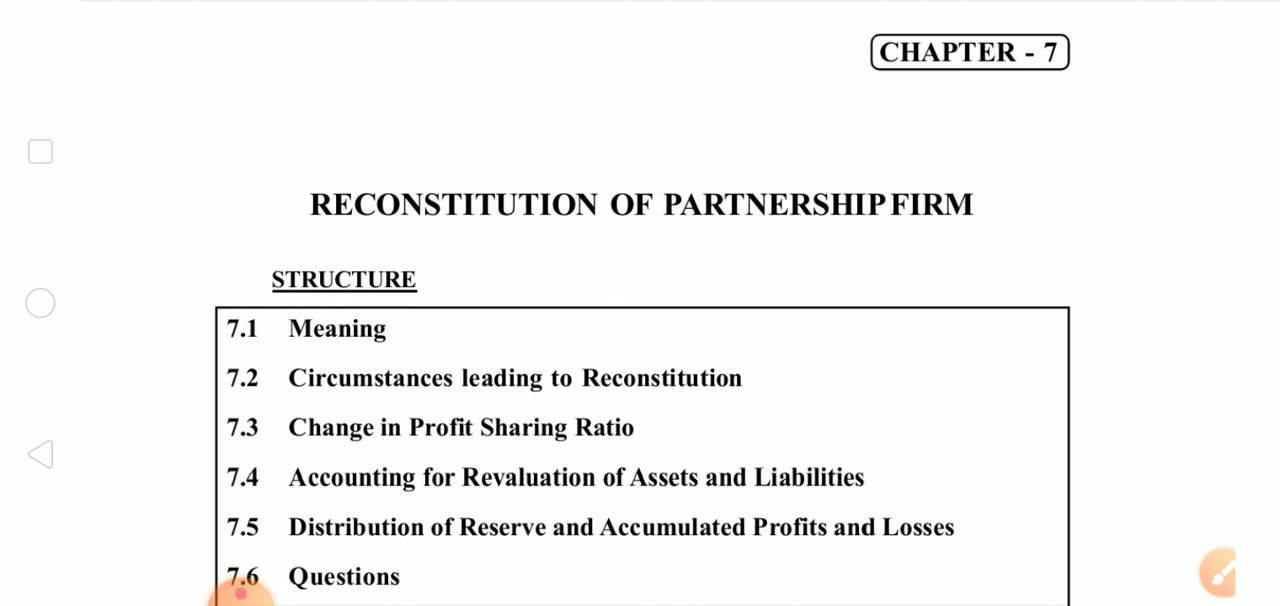 CHAPTER - 7
RECONSTITUTION OF PARTNERSHIP FIRM
STRUCTURE
7.1 Meaning
7.2 Circumstances leading to Reconstitution
7.3 Change in Profit Sharing Ratio
7.4 Accounting for Revaluation of Assets and Liabilities
7.5 Distribution of Reserve and Accumulated Profits and Losses
7.6 Questions